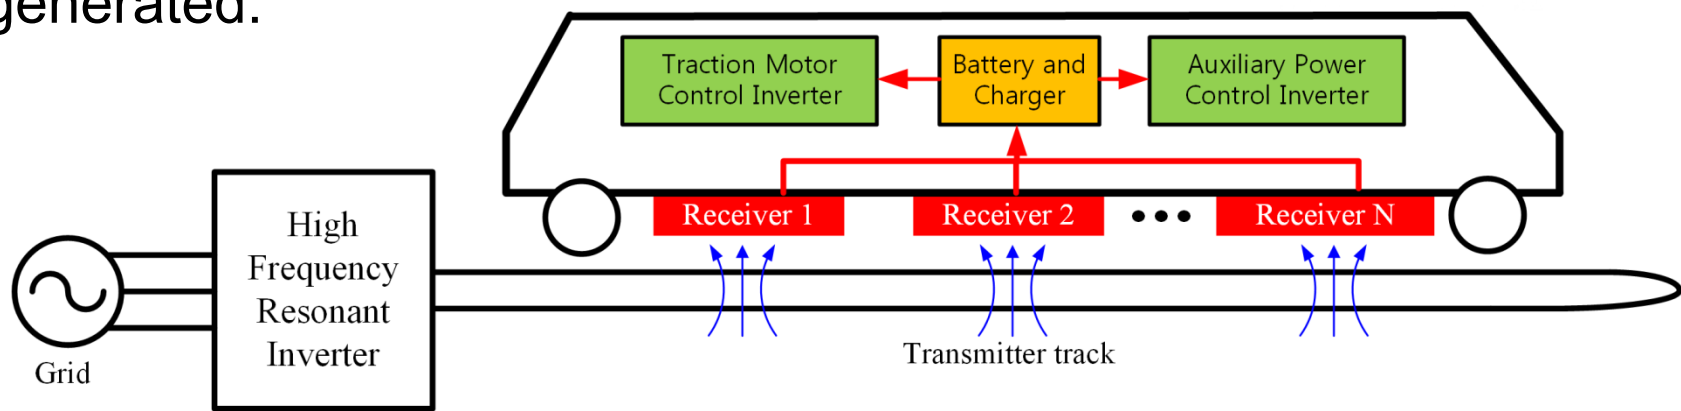 generated.
Traction Motor
Control Inverter
Battery and
Charger
Auxiliary Power
Control Inverter
Receiver 1
Receiver 2
Receiver N
High
Frequency
Resonant
Inverter
Grid
Transmitter track